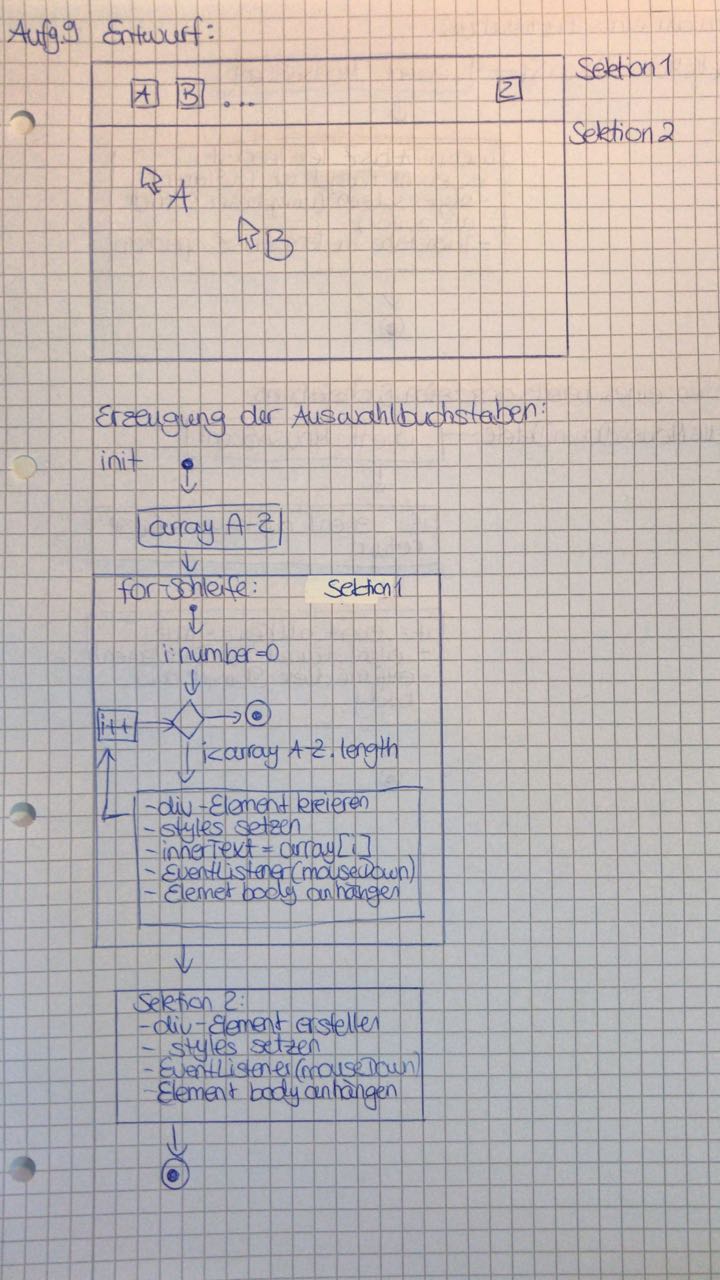 Aufg.9 Entwurf:
Sektion 1
A B ... Z
Sektion 2
A
B
Erzeugung der Auswahlbuchstaben:
init
array A-Z
for-Schleife: Sektion 1
i:number=0
i++
i<array A-Z.length
-div-Element kreieren
-styles setzen
-innerText = array[i]
-EventListener(mouseDown)
- Elemet body anhängen
Sektion 2:
-div-Element erstellen
- styles setzen
-EventListener(mouseDown)
-Element body anhängen